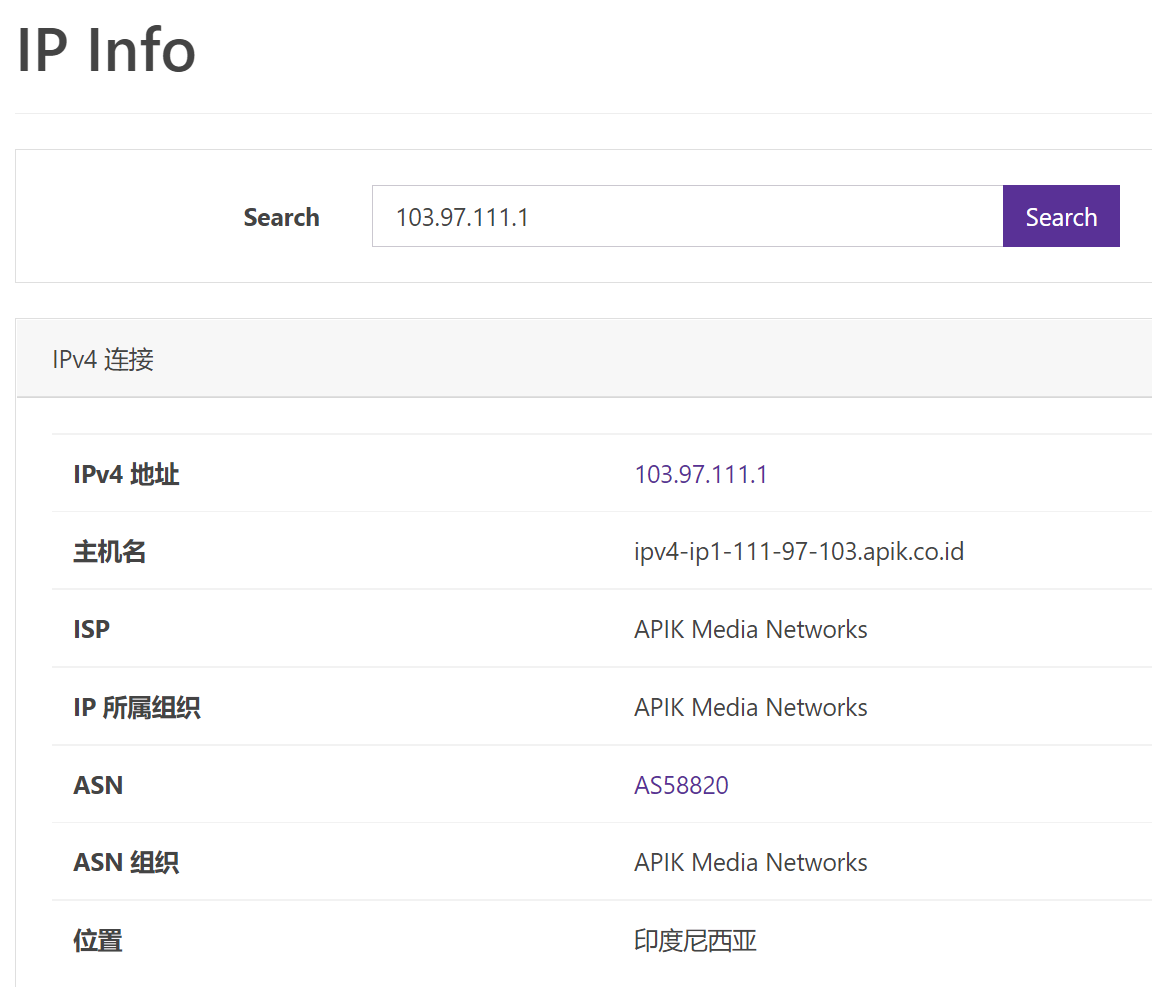 IP Info
Search 103.97.111.1 Search
IPv4 连接
IPv4 地址 103.97.111.1
主机名 ipv4-ip1-111-97-103.apik.co.id
ISP APIK Media Networks
IP 所属组织 APIK Media Networks
ASN AS58820
ASN 组织 APIK Media Networks
位置 印度尼西亚